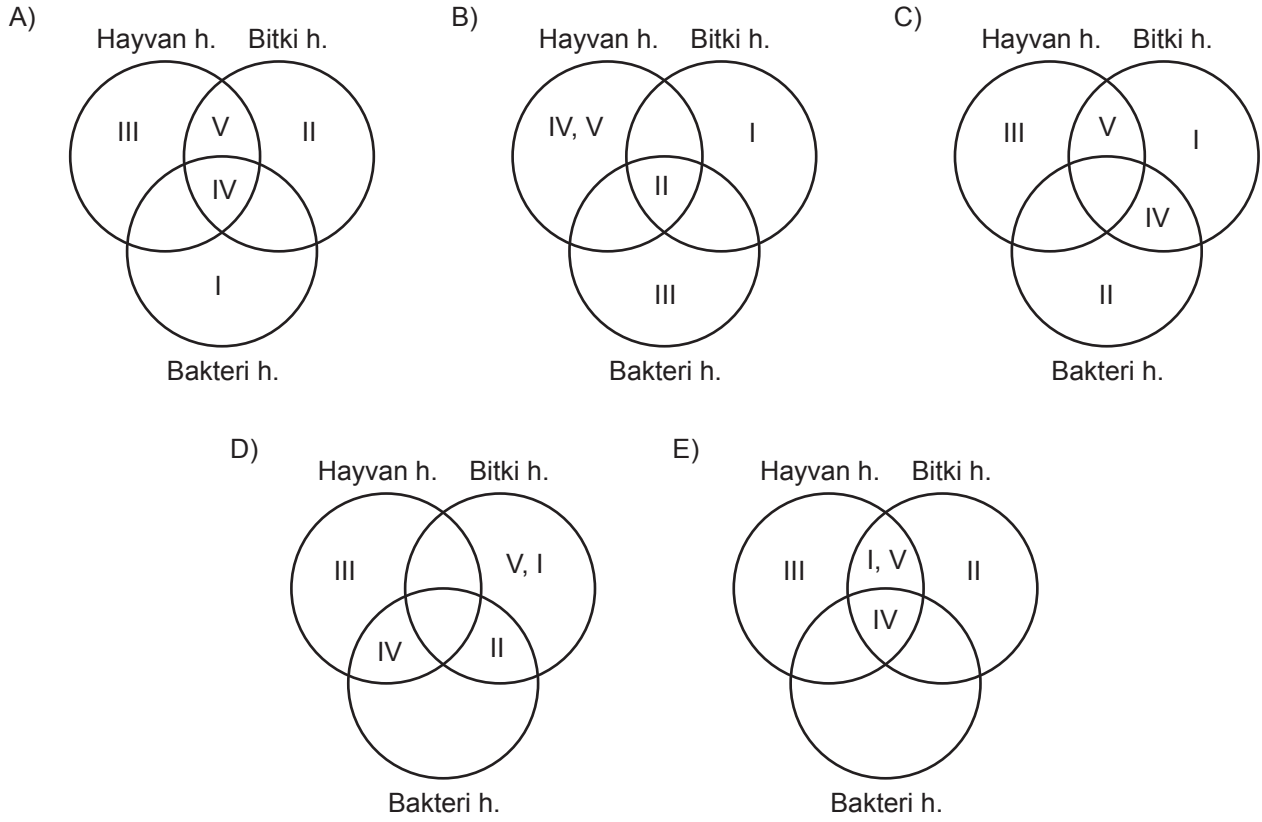 A)
Hayvan h. Bitki h.
III V II
IV
I
Bakteri h.
B)
Hayvan h. Bitki h.
IV, V I
II
III
Bakteri h.
C)
Hayvan h. Bitki h.
III V I
IV
II
Bakteri h.
D)
Hayvan h. Bitki h.
III V, I
IV II
Bakteri h.
E)
Hayvan h. Bitki h.
III I, V II
IV
Bakteri h.